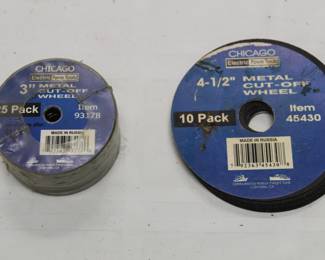 CHICAGO
Electric Power Tools
3" METAL
CUT-OFF
WHEEL
25 Pack
Item
93178
MADE IN RUSSIA
CHICAGO
Electric Power Tools
4-1/2" METAL
CUT-OFF
WHEEL
10 Pack
Item
45430
MADE IN RUSSIA